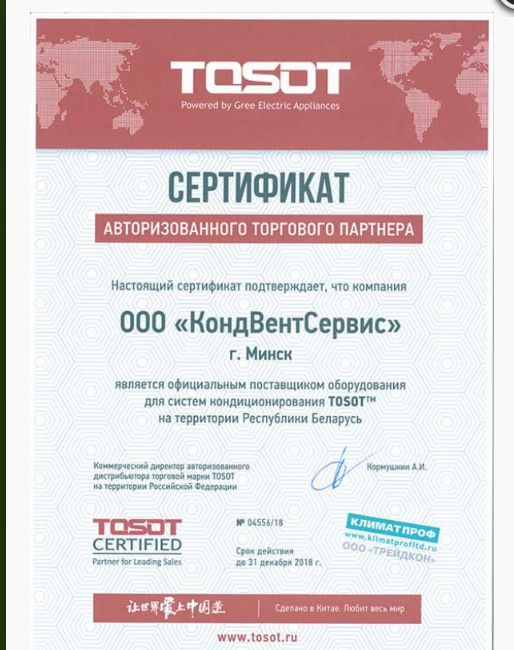 TOSOT
Powered by Gree Electric Appliances
СЕРТИФИКАТ
АВТОРИЗОВАННОГО ТОРГОВОГО ПАРТНЕРА
Настоящий сертификат подтверждает, что компания
ООО «КондВентСервис»
г. Минск
является официальным поставщиком оборудования
для систем кондиционирования TOSOT™
на территории Республики Беларусь
Коммерческий директор авторизованного
дистрибьютора торговой марки TOSOT
на территории Российской Федерации
Кормушкин А.И.
TOSOT
CERTIFIED
Partner for Leading Sales
№ 04556/18
Срок действия
до 31 декабря 2018 г.
КЛИМАТПРОФ
www.klimatprofltd.ru
ООО «ТРЕЙДКОН»
让世界爱上中国造
Сделано в Китае. Любит весь мир
www.tosot.ru